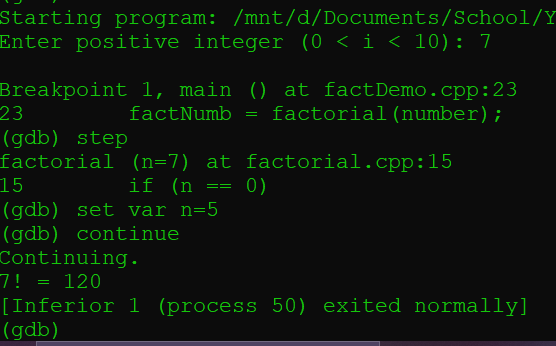 Starting program: /mnt/d/Documents/School/Y
Enter positive integer (0 < i < 10): 7
Breakpoint 1, main () at factDemo.cpp:23
23 factNumb = factorial(number);
(gdb) step
factorial (n=7) at factorial.cpp:15
15 if (n == 0)
(gdb) set var n=5
(gdb) continue
Continuing.
7! = 120
[Inferior 1 (process 50) exited normally]
(gdb)